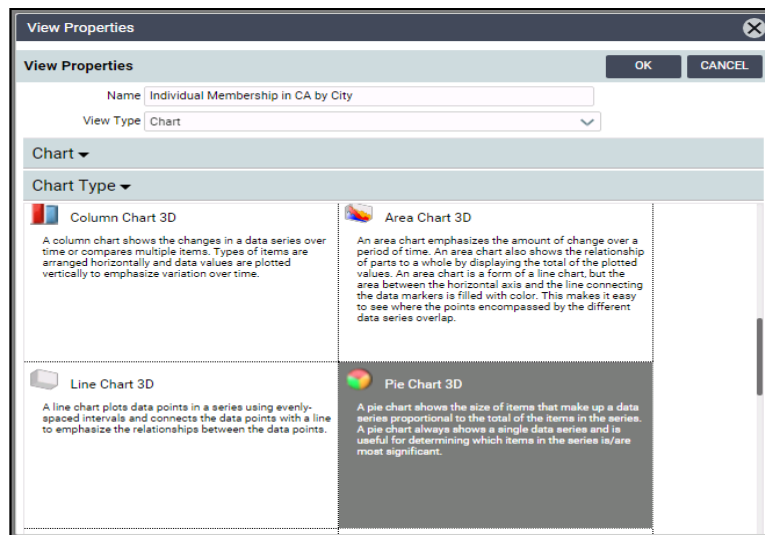 View Properties
View Properties
OK
CANCEL
Name
Individual Membership in CA by City
View Type
Chart
Chart
Chart Type
Column Chart 3D
A column chart shows the changes in a data series over
time or compares multiple items. Types of items are
arranged horizontally and data values are plotted
vertically to emphasize variation over time.
Area Chart 3D
An area chart emphasizes the amount of change over a
period of time. An area chart also shows the relationship
of parts to a whole by displaying the total of the plotted
values. An area chart is a form of a line chart, but the
area between the horizontal axis and the line connecting
the data markers is filled with color. This makes it easy
to see where the points encompassed by the different
data series overlap.
Line Chart 3D
A line chart plots data points in a series using evenly-
spaced intervals and connects the data points with a line
to emphasize the relationships between the data points.
Pie Chart 3D
A pie chart shows the size of items that make up a data
series proportional to the total of the items in the series.
A pie chart always shows a single data series and is
useful for determining which items in the series is/are
most significant.